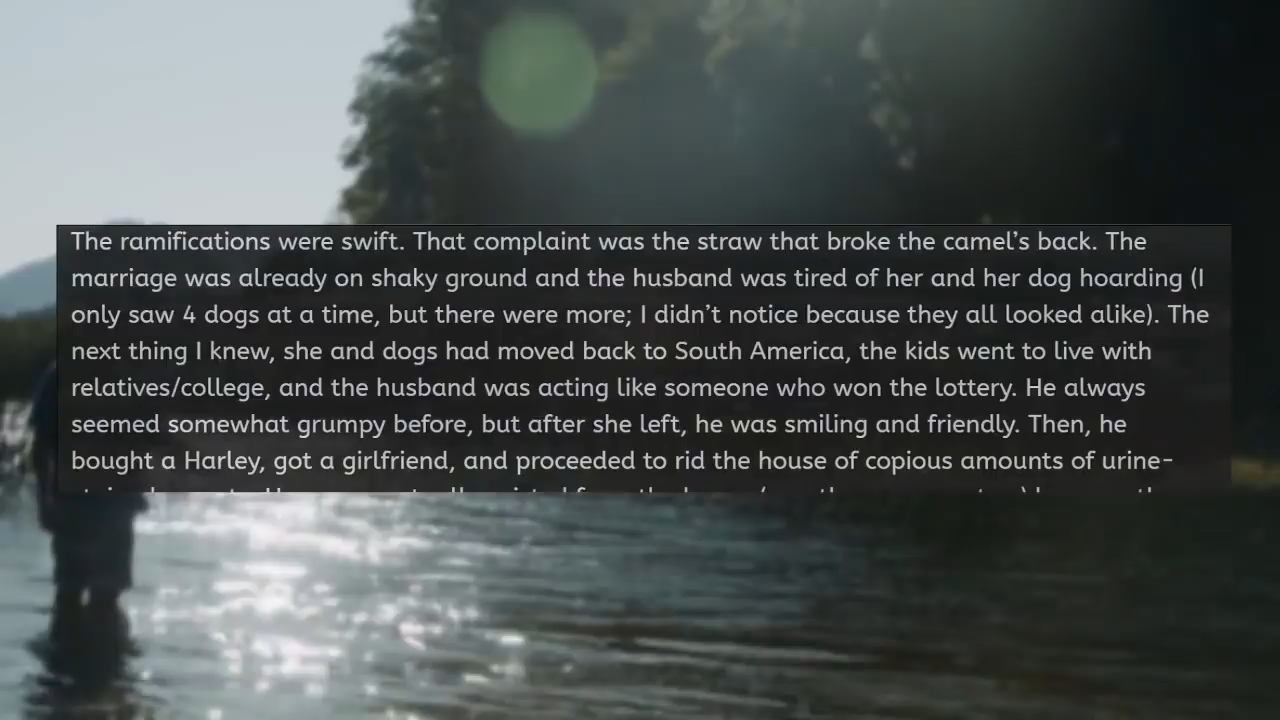 The ramifications were swift. That complaint was the straw that broke the camel’s back. The
marriage was already on shaky ground and the husband was tired of her and her dog hoarding (I
only saw 4 dogs at a time, but there were more; I didn’t notice because they all looked alike). The
next thing I knew, she and dogs had moved back to South America, the kids went to live with
relatives/college, and the husband was acting like someone who won the lottery. He always
seemed somewhat grumpy before, but after she left, he was smiling and friendly. Then, he
bought a Harley, got a girlfriend, and proceeded to rid the house of copious amounts of urine-